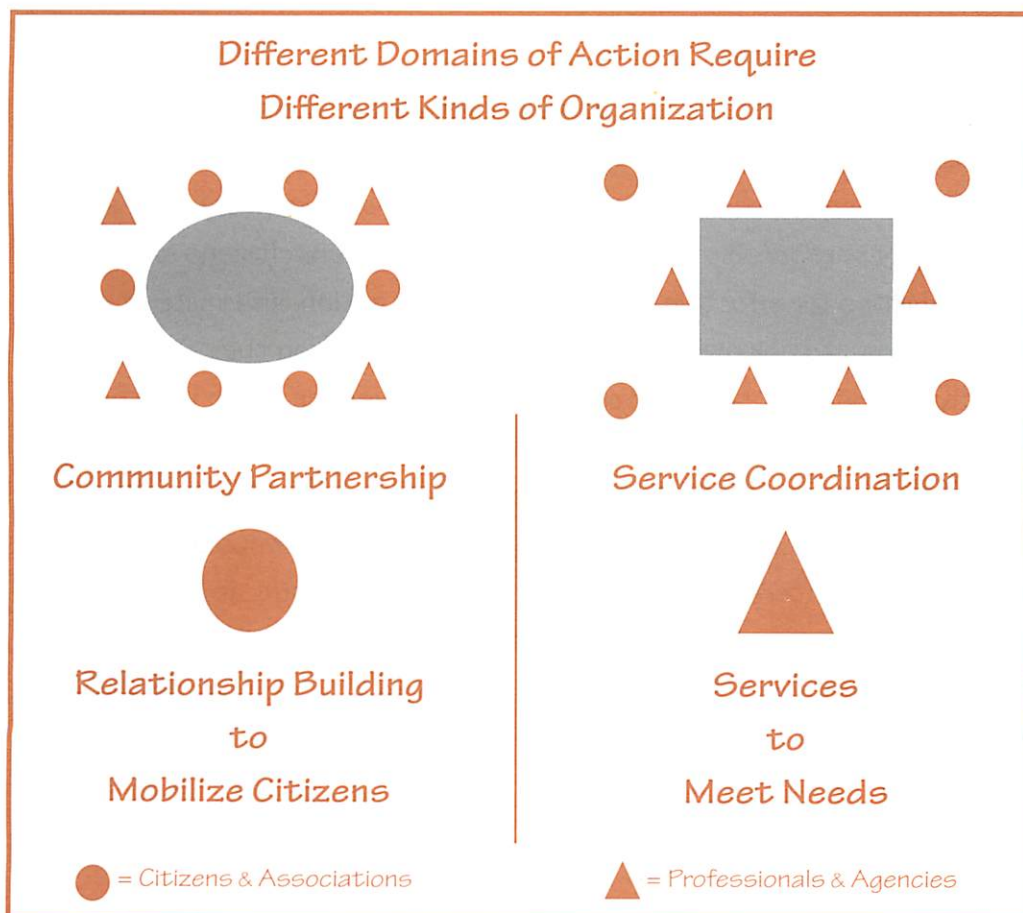 Different Domains of Action Require
Different Kinds of Organization
Community Partnership
Relationship Building
to
Mobilize Citizens
= Citizens & Associations
Service Coordination
Services
to
Meet Needs
= Professionals & Agencies